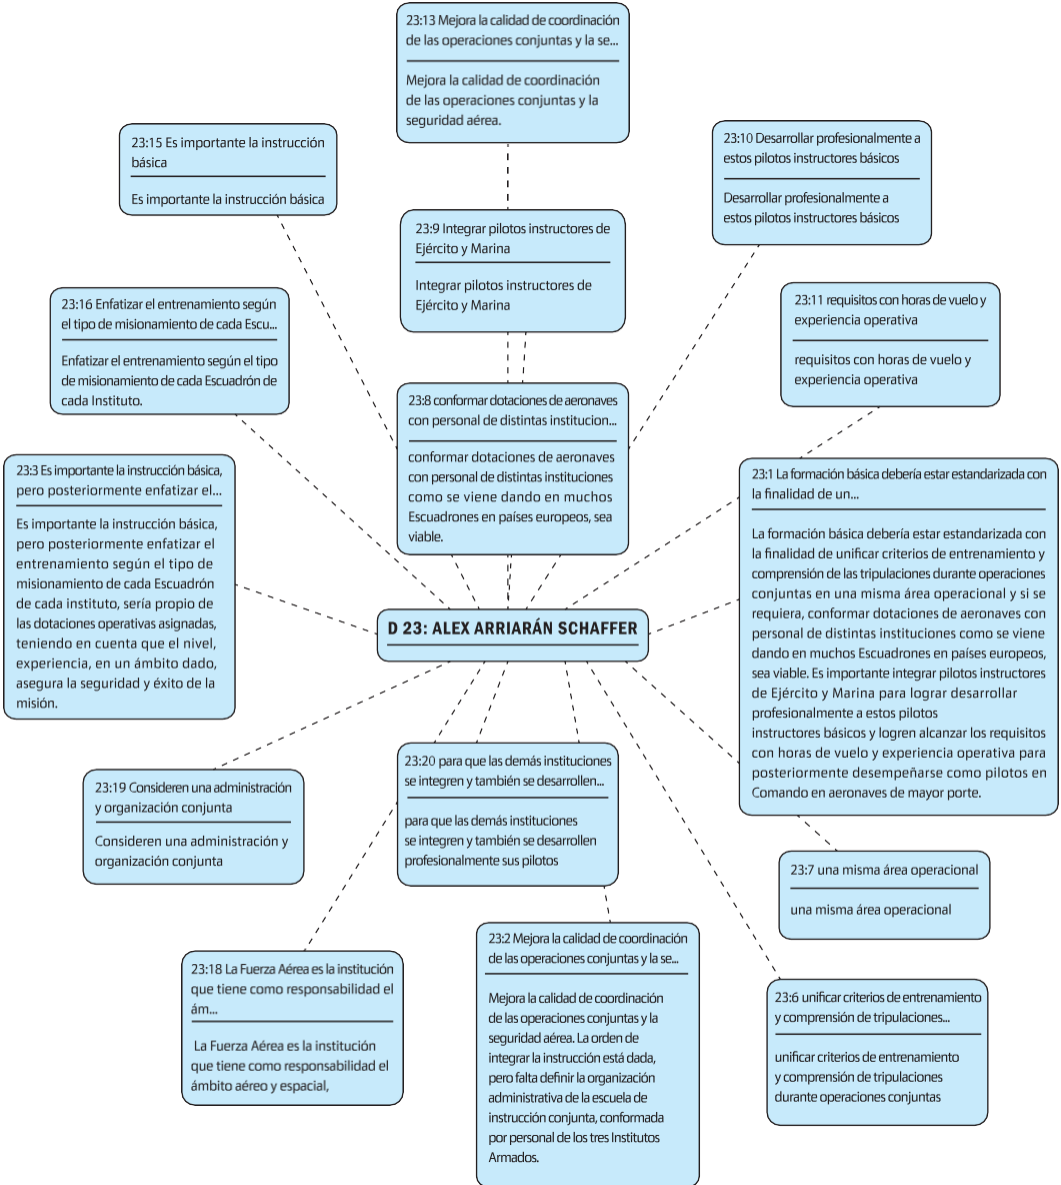 23:13 Mejora la calidad de coordinación
de las operaciones conjuntas y la se...
Mejora la calidad de coordinación
de las operaciones conjuntas y la
seguridad aérea.
23:15 Es importante la instrucción
básica
Es importante la instrucción básica
23:10 Desarrollar profesionalmente a
estos pilotos instructores básicos
Desarrollar profesionalmente a
estos pilotos instructores básicos
23:9 Integrar pilotos instructores de
Ejército y Marina
Integrar pilotos instructores de
Ejército y Marina
23:16 Enfatizar el entrenamiento según
el tipo de misionamiento de cada Escu...
Enfatizar el entrenamiento según el tipo
de misionamiento de cada Escuadrón de
cada Instituto.
23:11 requisitos con horas de vuelo y
experiencia operativa
requisitos con horas de vuelo y
experiencia operativa
23:8 conformar dotaciones de aeronaves
con personal de distintas institucion...
conformar dotaciones de aeronaves
con personal de distintas instituciones
como se viene dando en muchos
Escuadrones en países europeos, sea
viable.
23:3 Es importante la instrucción básica,
pero posteriormente enfatizar el...
Es importante la instrucción básica,
pero posteriormente enfatizar el
entrenamiento según el tipo de
misionamiento de cada Escuadrón
de cada instituto, sería propio de
las dotaciones operativas asignadas,
teniendo en cuenta que el nivel,
experiencia, en un ámbito dado,
asegura la seguridad y éxito de la
misión.
23:1 La formación básica debería estar estandarizada con
la finalidad de un...
La formación básica debería estar estandarizada con
la finalidad de unificar criterios de entrenamiento y
comprensión de las tripulaciones durante operaciones
conjuntas en una misma área operacional y si se
requiera, conformar dotaciones de aeronaves con
personal de distintas instituciones como se viene
dando en muchos Escuadrones en países europeos,
sea viable. Es importante integrar pilotos instructores
de Ejército y Marina para lograr desarrollar
profesionalmente a estos pilotos
instructores básicos y logren alcanzar los requisitos
con horas de vuelo y experiencia operativa para
posteriormente desempeñarse como pilotos en
Comando en aeronaves de mayor porte.
D 23: ALEX ARRIARÁN SCHAFFER
23:19 Consideren una administración
y organización conjunta
Consideren una administración y
organización conjunta
23:20 para que las demás instituciones
se integren y también se desarrollen...
para que las demás instituciones
se integren y también se desarrollen
profesionalmente sus pilotos
23:7 una misma área operacional
una misma área operacional
23:18 La Fuerza Aérea es la institución
que tiene como responsabilidad el
ám...
La Fuerza Aérea es la institución
que tiene como responsabilidad el
ámbito aéreo y espacial,
23:2 Mejora la calidad de coordinación
de las operaciones conjuntas y la se...
Mejora la calidad de coordinación
de las operaciones conjuntas y la
seguridad aérea. La orden de
integrar la instrucción está dada,
pero falta definir la organización
administrativa de la escuela de
instrucción conjunta, conformada
por personal de los tres Institutos
Armados.
23:6 unificar criterios de entrenamiento
y comprensión de tripulaciones...
unificar criterios de entrenamiento
y comprensión de tripulaciones
durante operaciones conjuntas